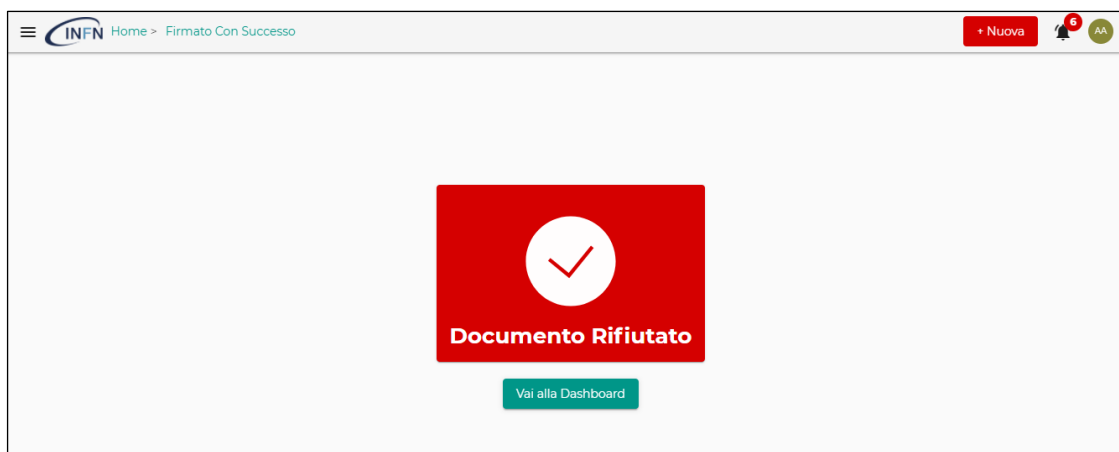 INFN Home > Firmato Con Successo + Nuova 6 AA
Documento Rifiutato
Vai alla Dashboard